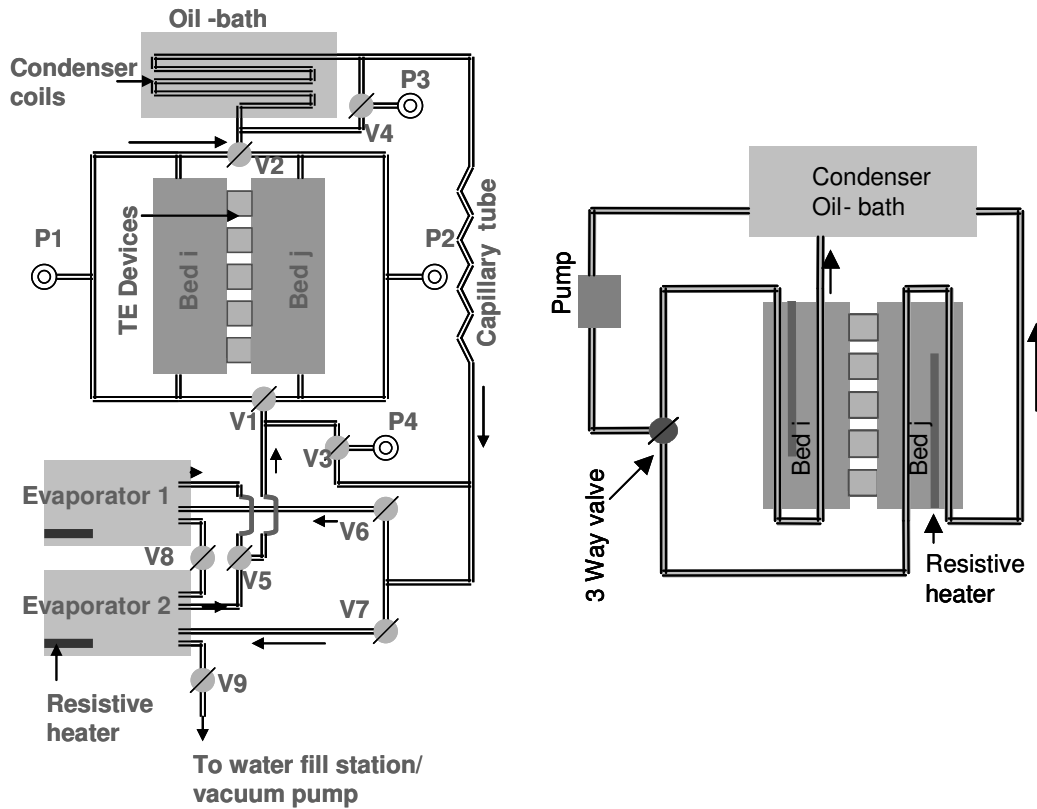 Oil -bath
Condenser
coils
P3
V4
V2
P1
TE Devices
Bed i
Bed j
P2
Capillary tube
V1
P4
V3
Evaporator 1
V6
V8
V5
Evaporator 2
V7
V9
Resistive
heater
To water fill station/
vacuum pump
Condenser
Oil- bath
Pump
Bed i
Bed j
3 Way valve
Resistive
heater